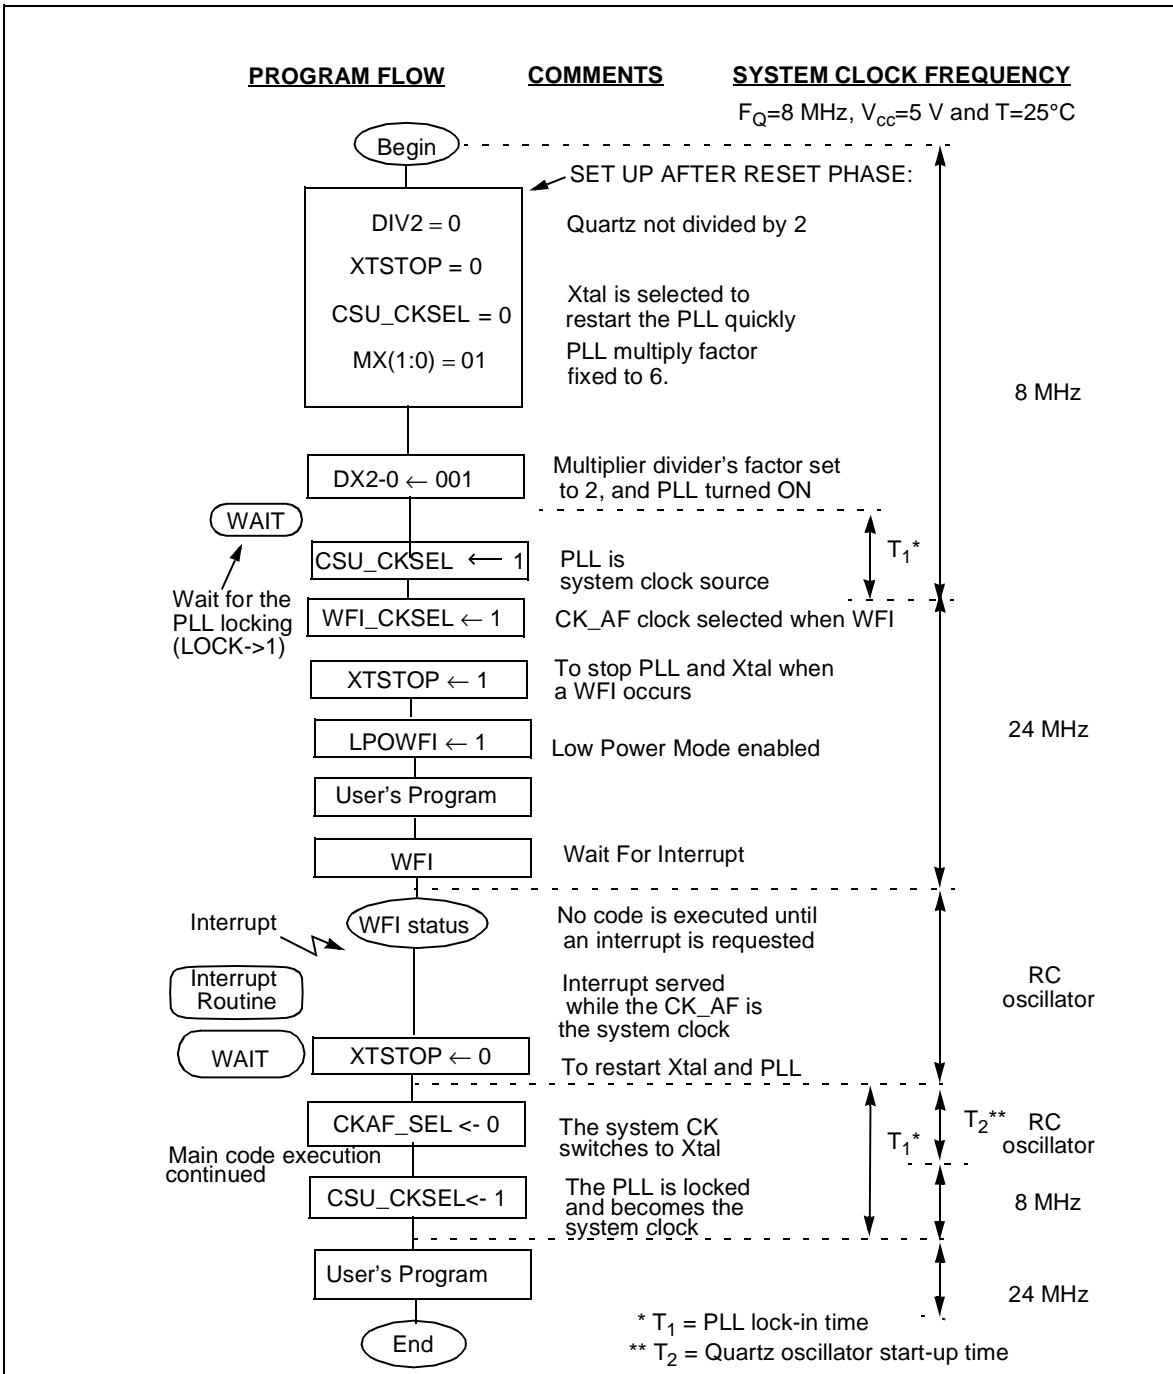 PROGRAM FLOW COMMENTS SYSTEM CLOCK FREQUENCY
F_Q=8 MHz, V_cc=5 V and T=25°C
Begin
SET UP AFTER RESET PHASE:
DIV2 = 0
Quartz not divided by 2
XTSTOP = 0
CSU_CKSEL = 0
Xtal is selected to
restart the PLL quickly
MX(1:0) = 01
PLL multiply factor
fixed to 6.
8 MHz
DX2-0 ← 001
Multiplier divider's factor set
to 2, and PLL turned ON
WAIT
T_1*
CSU_CKSEL ← 1
PLL is
system clock source
Wait for the
PLL locking
(LOCK->1)
WFI_CKSEL ← 1
CK_AF clock selected when WFI
XTSTOP ← 1
To stop PLL and Xtal when
a WFI occurs
24 MHz
LPOWFI ← 1
Low Power Mode enabled
User's Program
WFI
Wait For Interrupt
Interrupt
WFI status
No code is executed until
an interrupt is requested
Interrupt
Routine
Interrupt served
while the CK_AF is
the system clock
RC
oscillator
WAIT
XTSTOP ← 0
To restart Xtal and PLL
CKAF_SEL <- 0
The system CK
switches to Xtal
T_1*
T_2**
RC
oscillator
Main code execution
continued
CSU_CKSEL<- 1
The PLL is locked
and becomes the
system clock
8 MHz
User's Program
24 MHz
* T_1 = PLL lock-in time
End
** T_2 = Quartz oscillator start-up time